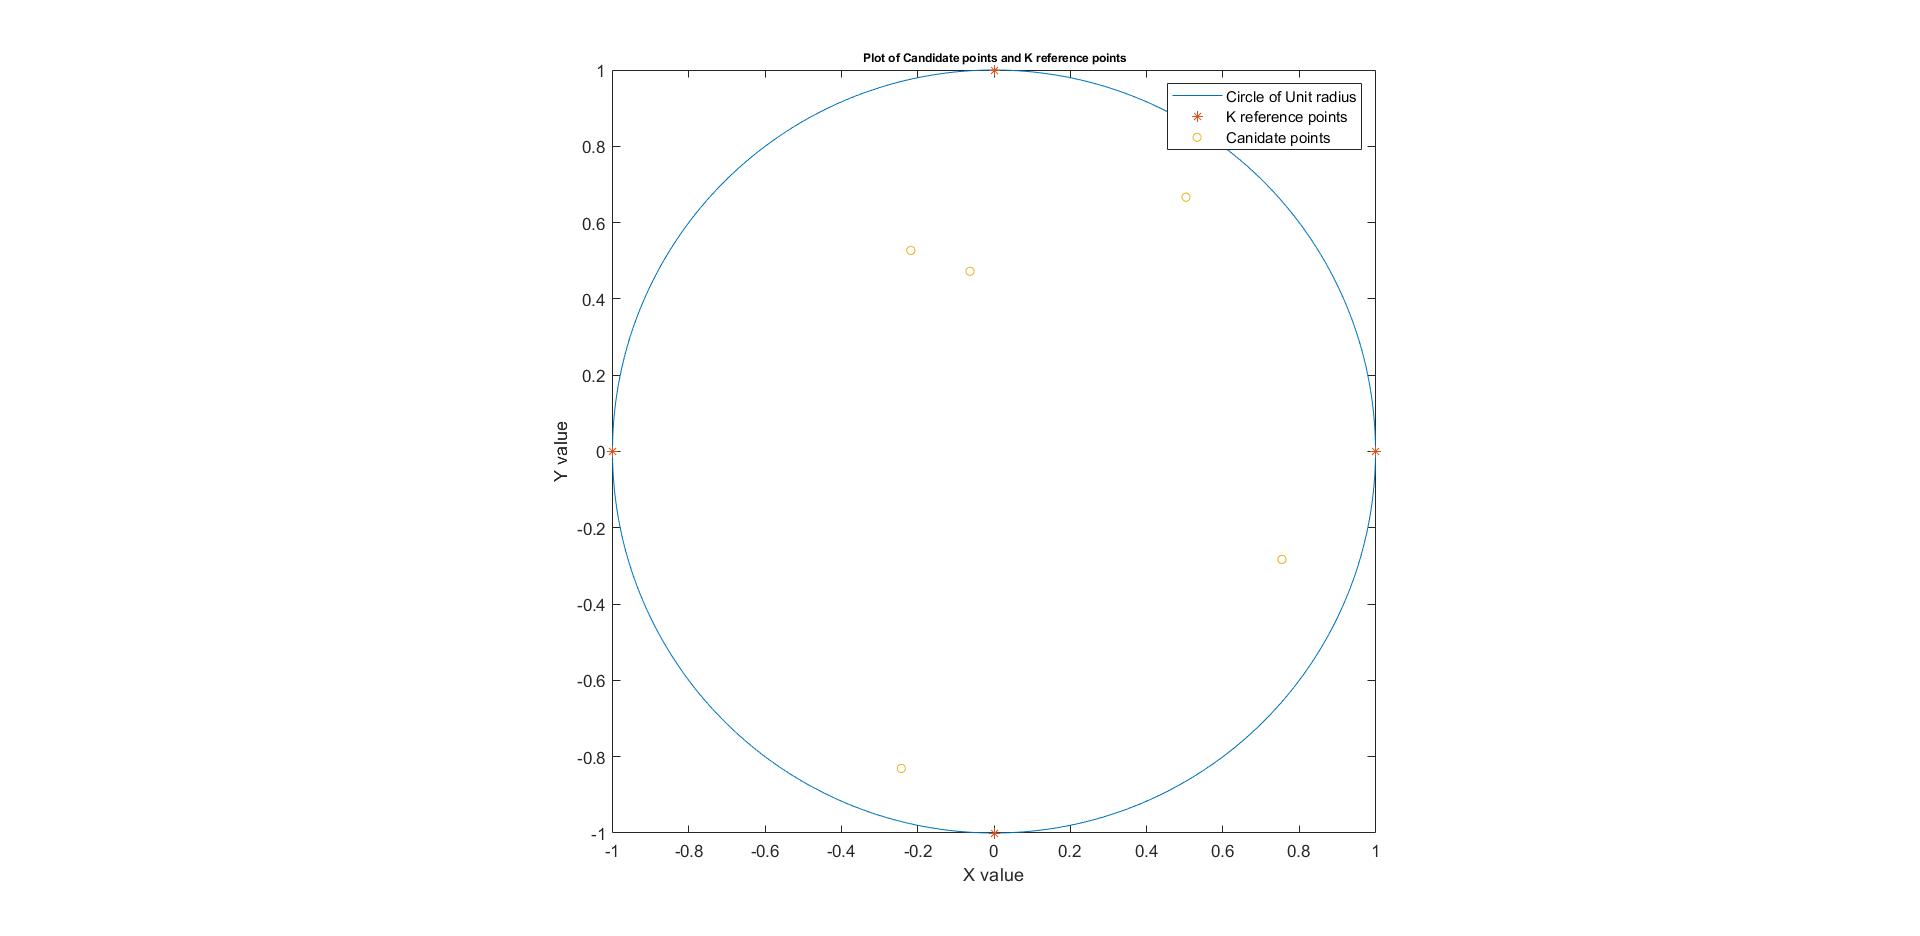 Plot of Candidate points and K reference points
Circle of Unit radius
K reference points
Canidate points
1
0.8
0.6
0.4
0.2
0
-0.2
-0.4
-0.6
-0.8
-1
Y value
-1 -0.8 -0.6 -0.4 -0.2 0 0.2 0.4 0.6 0.8 1
X value